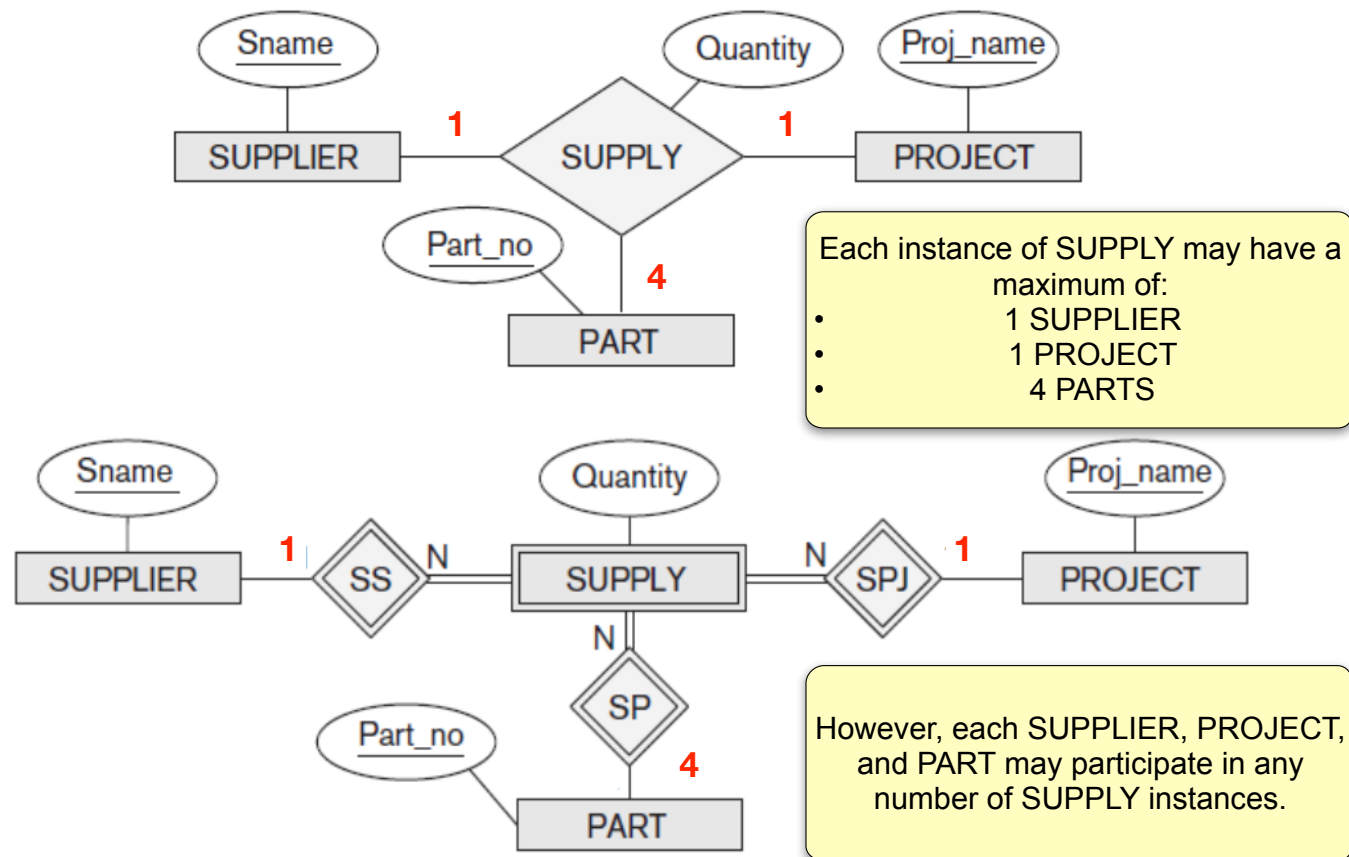 Sname
Quantity
Proj_name
1
1
SUPPLIER
SUPPLY
PROJECT
Part_no
4
PART
Each instance of SUPPLY may have a
maximum of:
• 1 SUPPLIER
• 1 PROJECT
• 4 PARTS
Sname
Quantity
Proj_name
1
N
N
1
SUPPLIER
SS
SUPPLY
SPJ
PROJECT
N
SP
Part_no
4
PART
However, each SUPPLIER, PROJECT,
and PART may participate in any
number of SUPPLY instances.